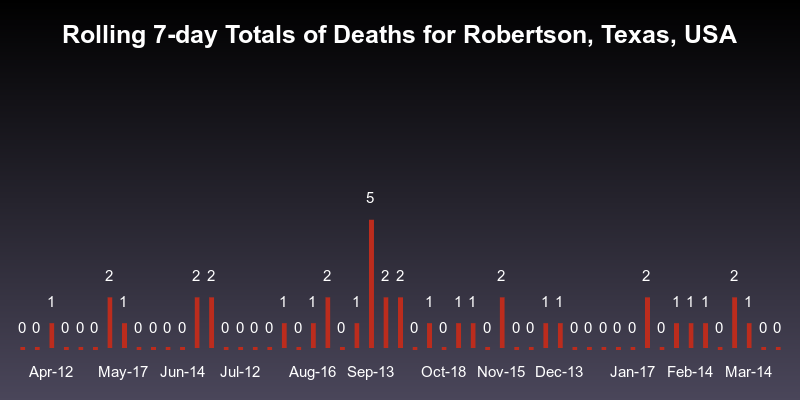 Rolling 7-day Totals of Deaths for Robertson, Texas, USA
5
2 2 2 2 2 2 2 2 2
1 1 1 1 1 1 1 1 1 1 1 1 1 1
0 0 0 0 0 0 0 0 0 0 0 0 0 0 0 0 0 0 0 0 0 0 0 0 0 0 0 0 0
Apr-12 May-17 Jun-14 Jul-12 Aug-16 Sep-13 Oct-18 Nov-15 Dec-13 Jan-17 Feb-14 Mar-14